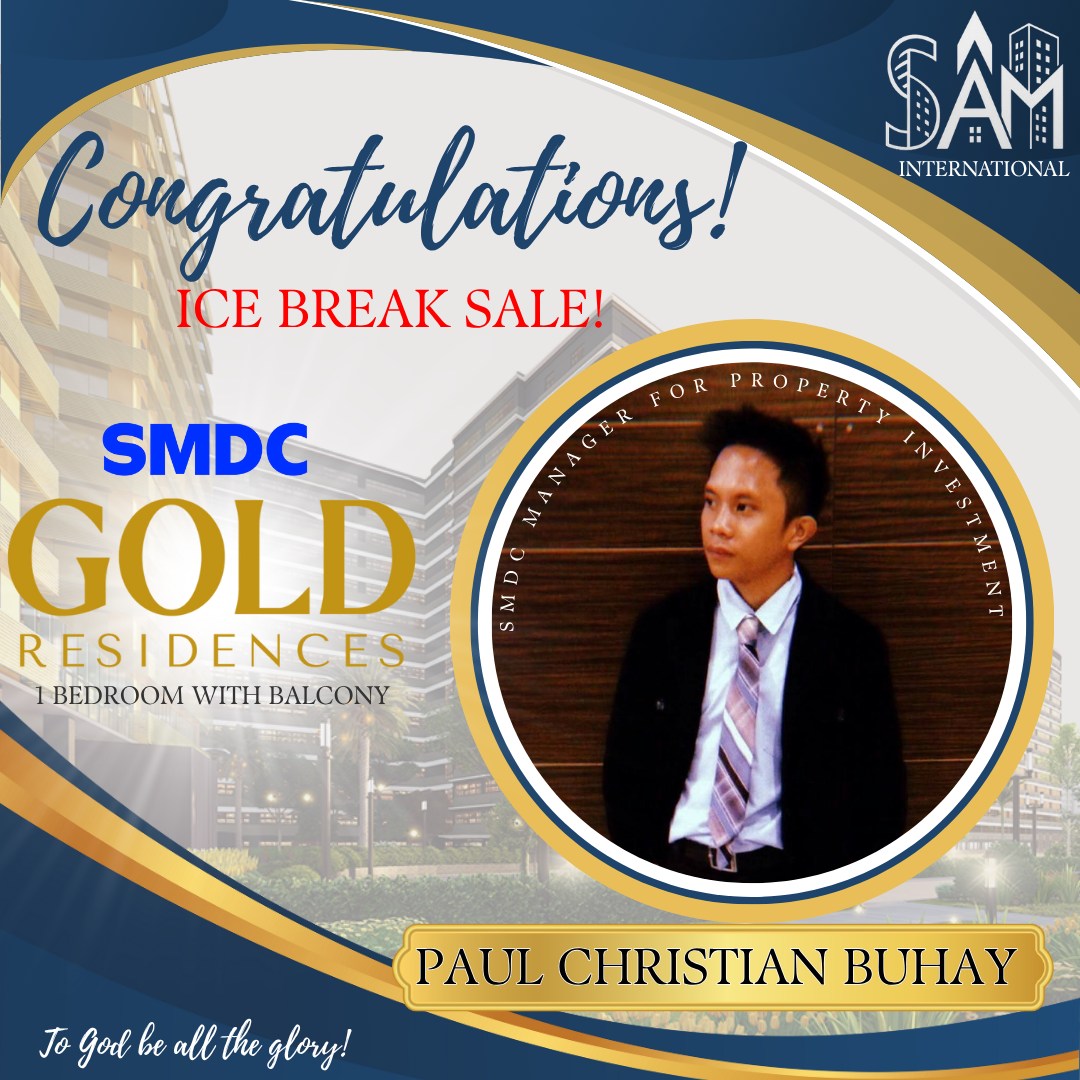 SAM
INTERNATIONAL
Congratulations!
ICE BREAK SALE!
SMDC
GOLD
RESIDENCES
1 BEDROOM WITH BALCONY
SMDC MANAGER FOR PROPERTY INVESTMENT
PAUL CHRISTIAN BUHAY
To God be all the glory!